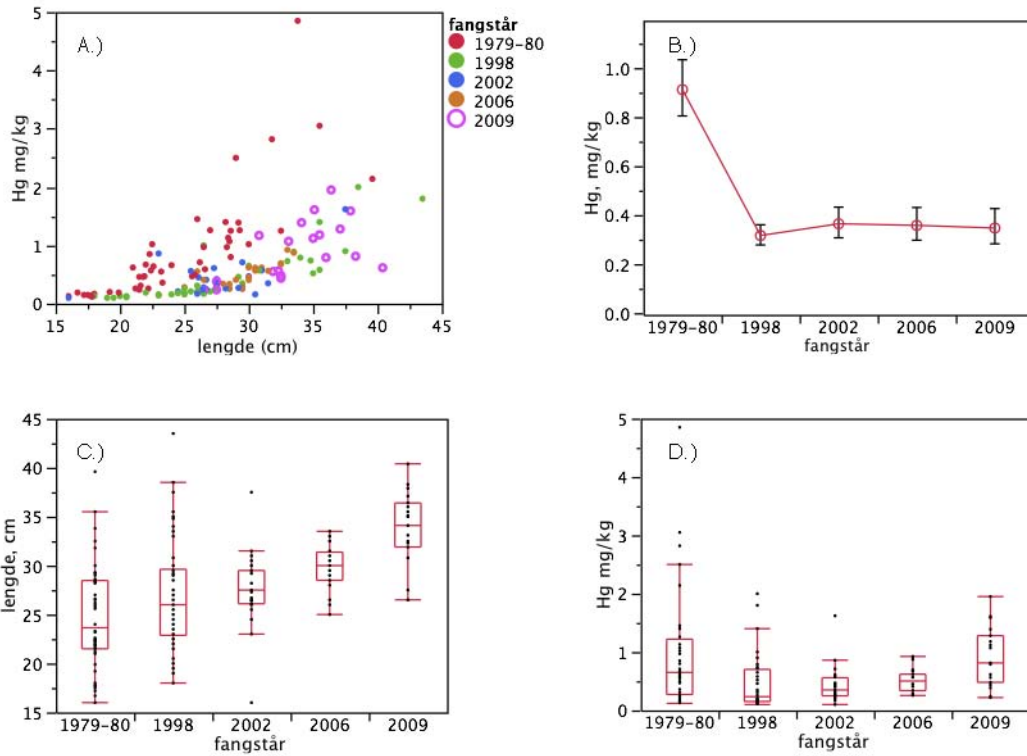 A.)
5
4
3
2
1
0
Hg mg/kg
15 20 25 30 35 40 45
lengde (cm)
fangstår
1979-80
1998
2002
2006
2009
B.)
1.0
0.8
0.6
0.4
0.2
0.0
Hg, mg/kg
1979-80 1998 2002 2006 2009
fangstår
C.)
45
40
35
30
25
20
15
lengde, cm
1979-80 1998 2002 2006 2009
fangstår
D.)
5
4
3
2
1
0
Hg mg/kg
1979-80 1998 2002 2006 2009
fangstår